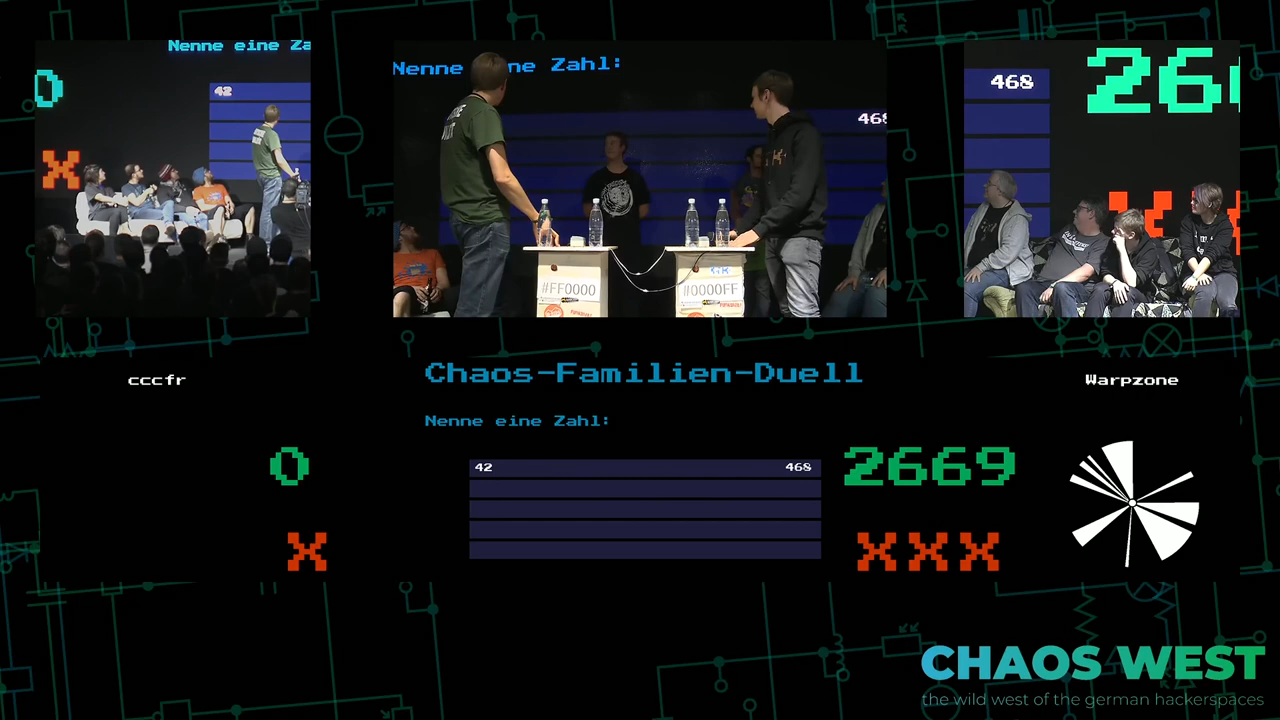 Nenne eine Za
O
42
X
Nenne eine Zahl:
468
#FF0000
#0000FF
468
26
X X
cccfr
Chaos-Familien-Duell
Warpzone
Nenne eine Zahl:
0
42 468
2669
X
XXX
CHAOS WEST
the wild west of the german hackerspaces